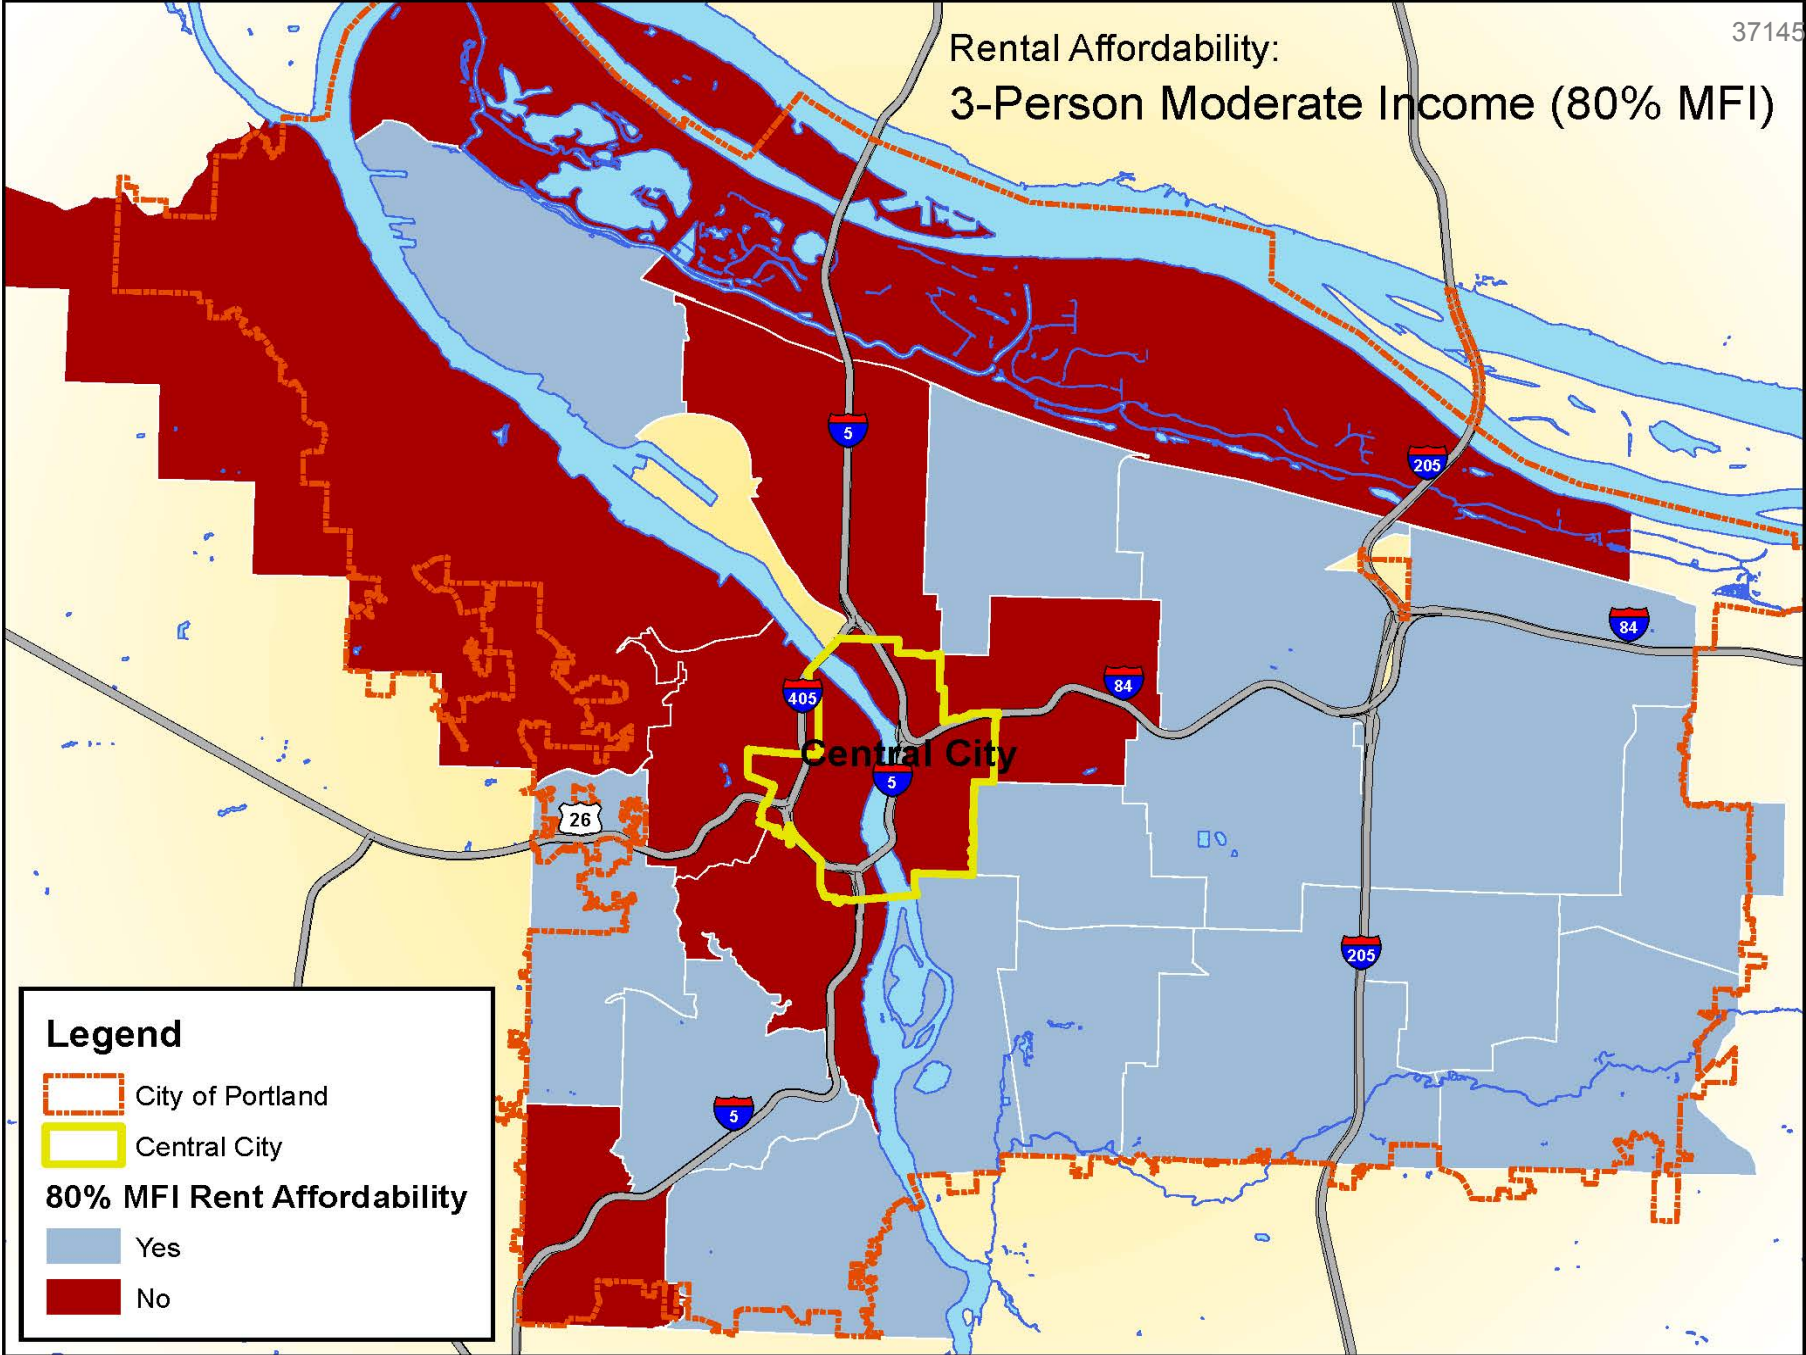 37145
Rental Affordability:
3-Person Moderate Income (80% MFI)
5
205
84
84
405
Central City
5
26
205
5
Legend
City of Portland
Central City
80% MFI Rent Affordability
Yes
No